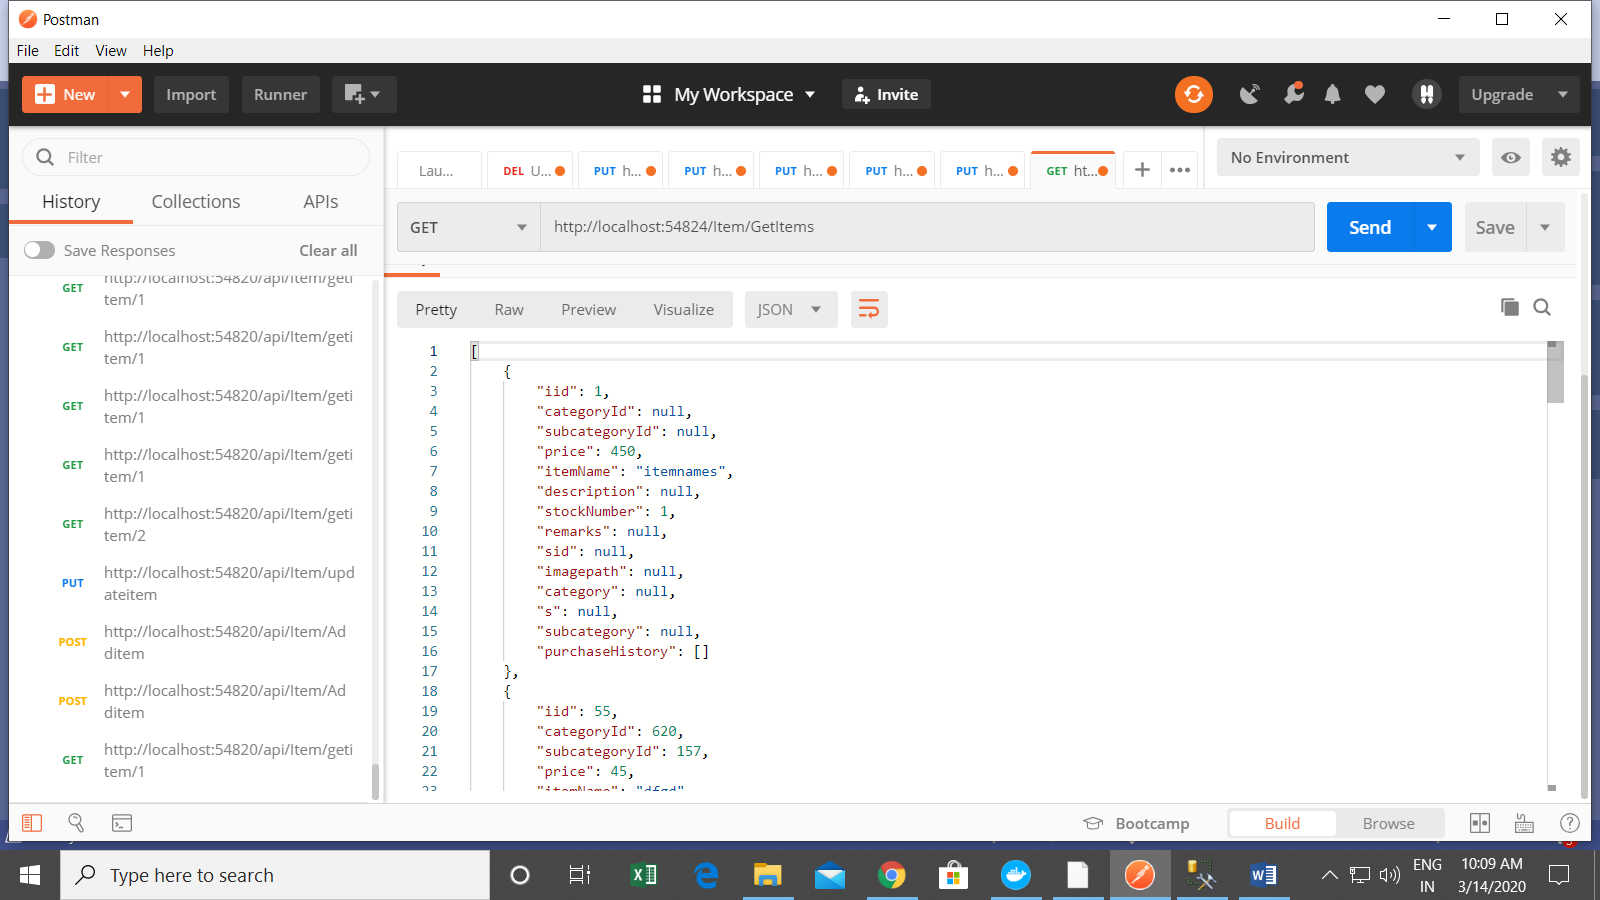 Postman
File Edit View Help
New Import Runner My Workspace Invite Upgrade
Filter
History Collections APIs
Save Responses Clear all
http://localhost:54820/api/Item/geti
GET
tem/1
http://localhost:54820/api/Item/geti
GET
tem/1
http://localhost:54820/api/Item/geti
GET
tem/1
http://localhost:54820/api/Item/geti
GET
tem/1
http://localhost:54820/api/Item/geti
GET
tem/2
http://localhost:54820/api/Item/upd
PUT
ateitem
http://localhost:54820/api/Item/Ad
POST
ditem
http://localhost:54820/api/Item/Ad
POST
ditem
http://localhost:54820/api/Item/geti
GET
tem/1
Lau... DEL U... PUT h... PUT h... PUT h... PUT h... PUT h... GET ht...
No Environment
GET http://localhost:54824/Item/GetItems Send Save
Pretty Raw Preview Visualize JSON
1 [
2 {
3 "iid": 1,
4 "categoryId": null,
5 "subcategoryId": null,
6 "price": 450,
7 "itemName": "itemnames",
8 "description": null,
9 "stockNumber": 1,
10 "remarks": null,
11 "sid": null,
12 "imagepath": null,
13 "category": null,
14 "s": null,
15 "subcategory": null,
16 "purchaseHistory": []
17 },
18 {
19 "iid": 55,
20 "categoryId": 620,
21 "subcategoryId": 157,
22 "price": 45,
23 "itemName": "dfgd"
Bootcamp Build Browse
Type here to search
ENG
IN
10:09 AM
3/14/2020